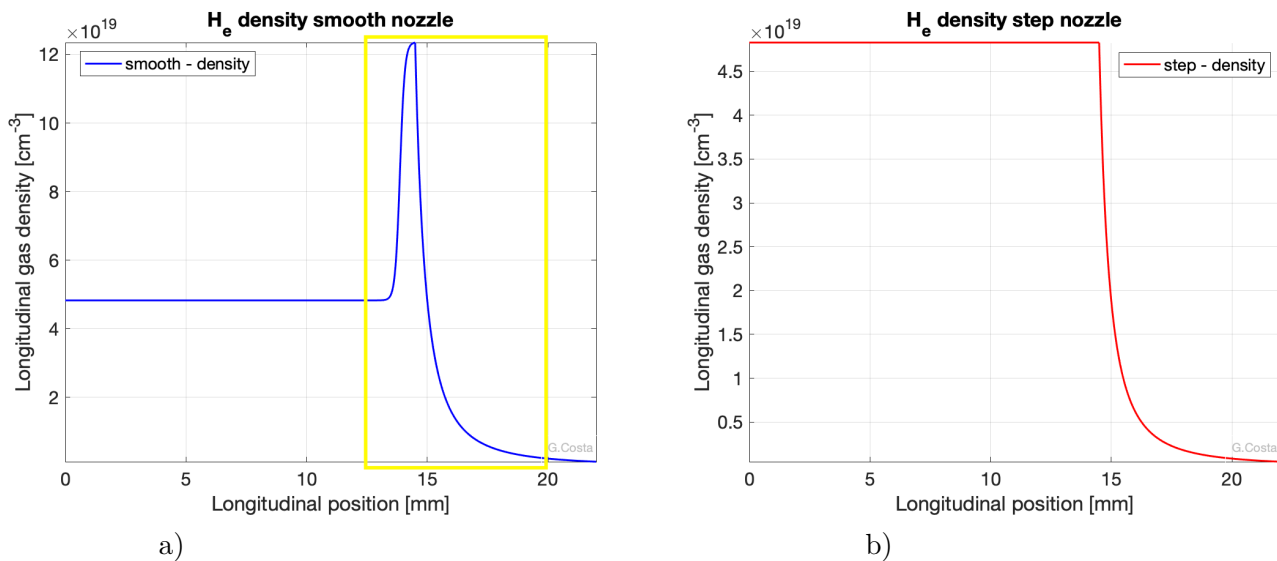 H_e density smooth nozzle
×10^19
smooth - density
12
10
8
6
4
2
Longitudinal gas density [cm^-3]
G.Costa
0 5 10 15 20
Longitudinal position [mm]
a)
H_e density step nozzle
×10^19
step - density
4.5
4
3.5
3
2.5
2
1.5
1
0.5
Longitudinal gas density [cm^-3]
G.Costa
0 5 10 15 20
Longitudinal position [mm]
b)